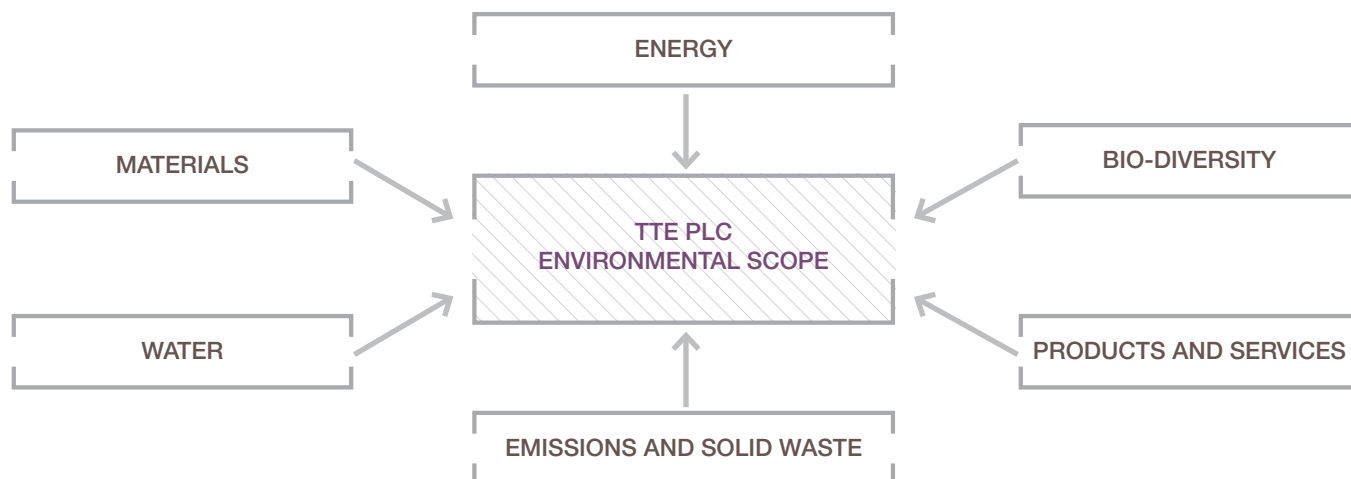 ENERGY
MATERIALS
BIO-DIVERSITY
TTE PLC
ENVIRONMENTAL SCOPE
WATER
PRODUCTS AND SERVICES
EMISSIONS AND SOLID WASTE